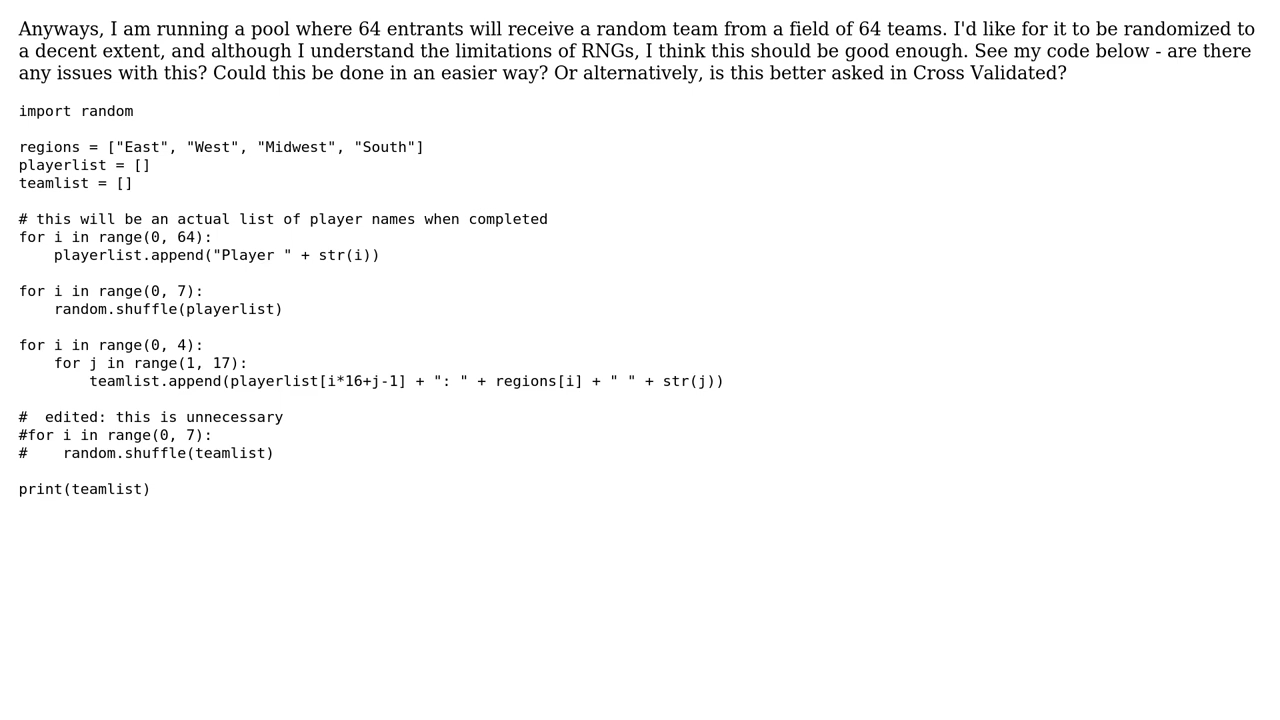 Anyways, I am running a pool where 64 entrants will receive a random team from a field of 64 teams. I'd like for it to be randomized to
a decent extent, and although I understand the limitations of RNGs, I think this should be good enough. See my code below - are there
any issues with this? Could this be done in an easier way? Or alternatively, is this better asked in Cross Validated?
import random
regions = ["East", "West", "Midwest", "South"]
playerlist = []
teamlist = []
# this will be an actual list of player names when completed
for i in range(0, 64):
    playerlist.append("Player " + str(i))
for i in range(0, 7):
    random.shuffle(playerlist)
for i in range(0, 4):
    for j in range(1, 17):
        teamlist.append(playerlist[i*16+j-1] + ": " + regions[i] + " " + str(j))
#  edited: this is unnecessary
#for i in range(0, 7):
#    random.shuffle(teamlist)
print(teamlist)